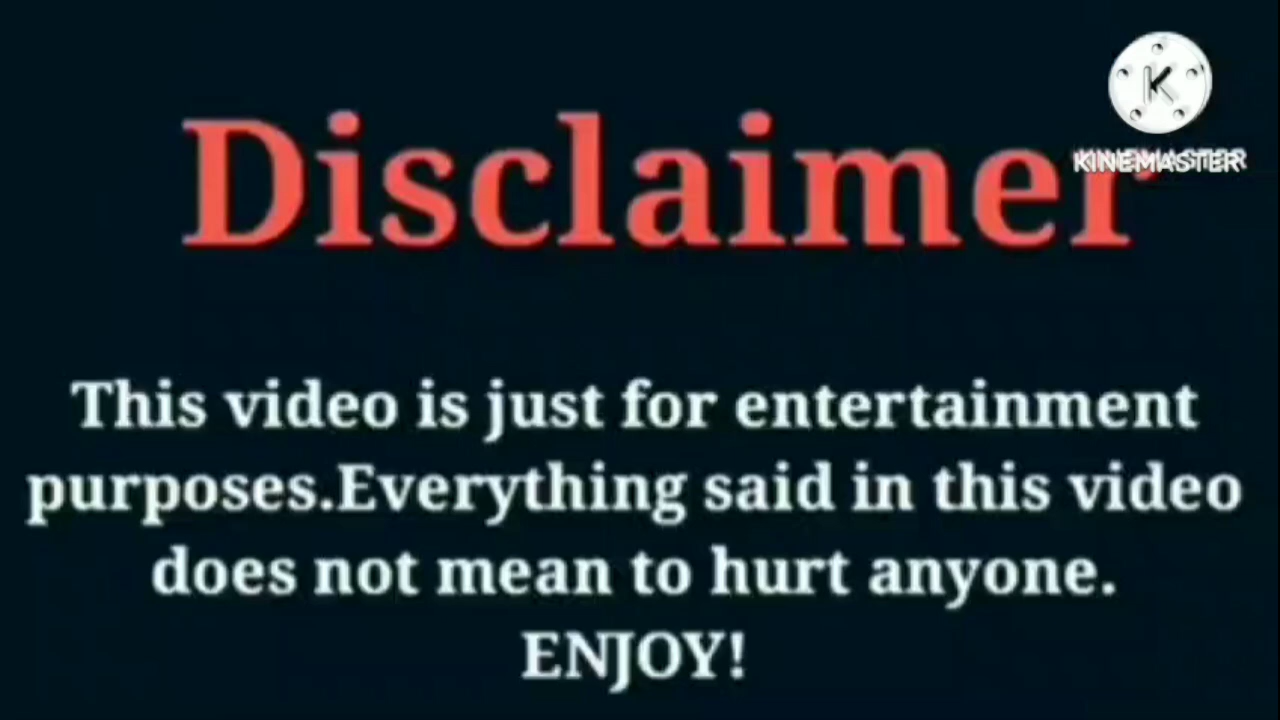 K
KINEMASTER
Disclaimer
This video is just for entertainment
purposes.Everything said in this video
does not mean to hurt anyone.
ENJOY!